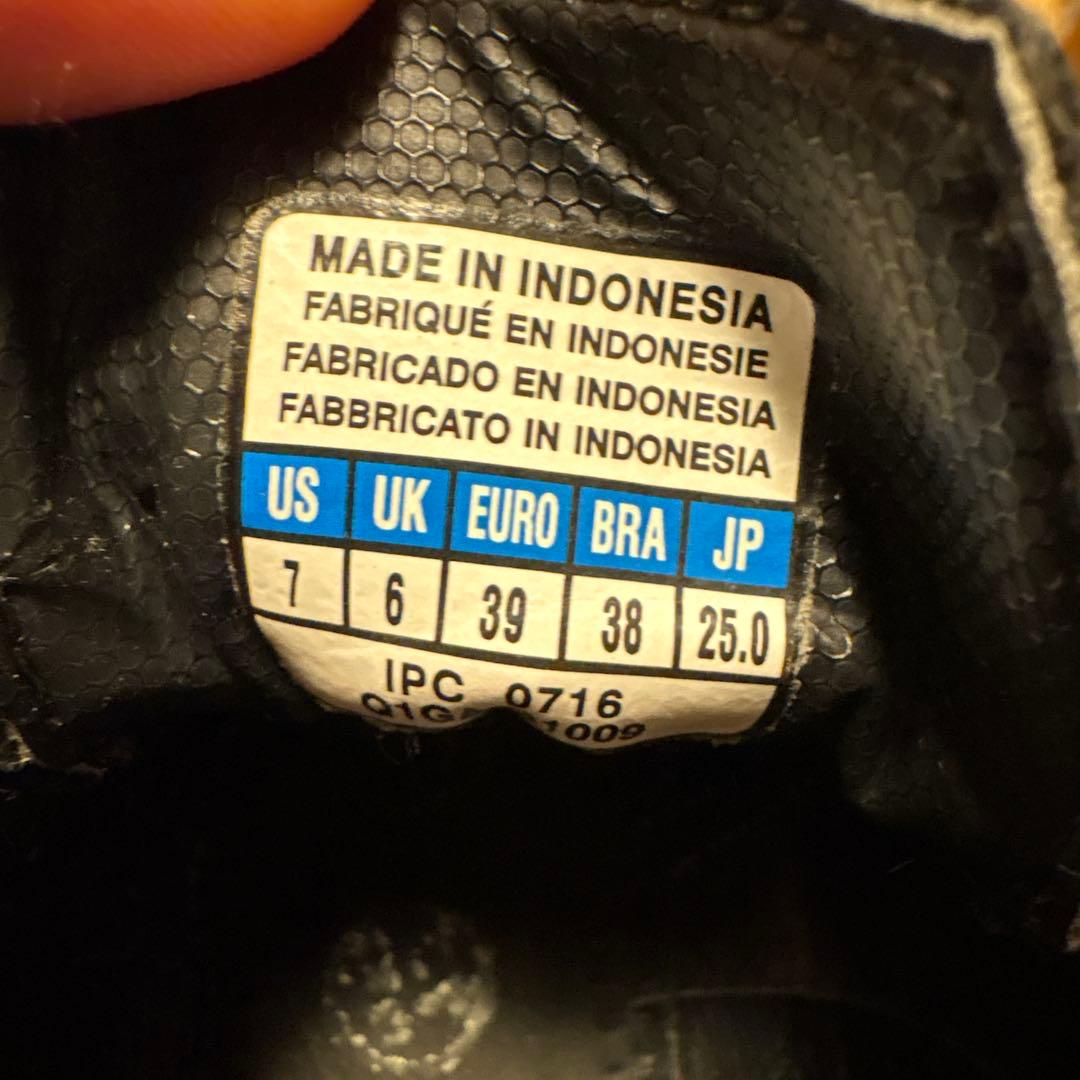 MADE IN INDONESIA
FABRIQUÉ EN INDONESIE
FABRICADO EN INDONESIA
FABBRICATO IN INDONESIA
US UK EURO BRA JP
7 6 39 38 25.0
IPC 0716